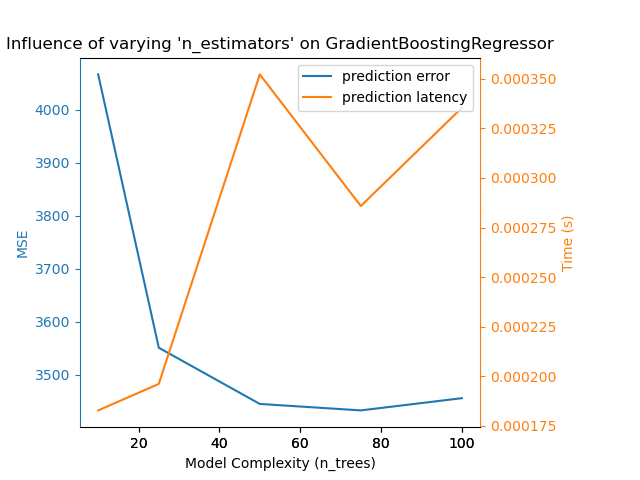 Influence of varying 'n_estimators' on GradientBoostingRegressor
prediction error
prediction latency
4000
3900
3800
3700
3600
3500
MSE
0.000350
0.000325
0.000300
0.000275
0.000250
0.000225
0.000200
0.000175
Time (s)
20 40 60 80 100
Model Complexity (n_trees)